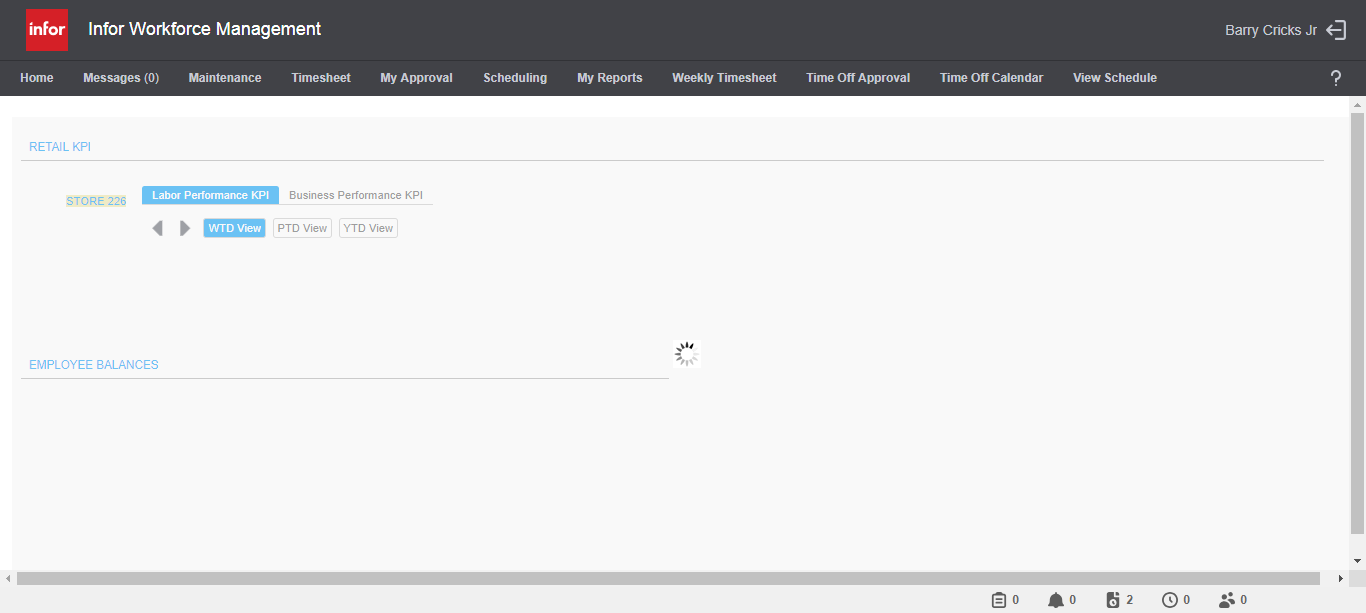 infor Infor Workforce Management Barry Cricks Jr
Home Messages (0) Maintenance Timesheet My Approval Scheduling My Reports Weekly Timesheet Time Off Approval Time Off Calendar View Schedule ?
RETAIL KPI
STORE 226 Labor Performance KPI Business Performance KPI
WTD View PTD View YTD View
EMPLOYEE BALANCES
0 0 2 0 0